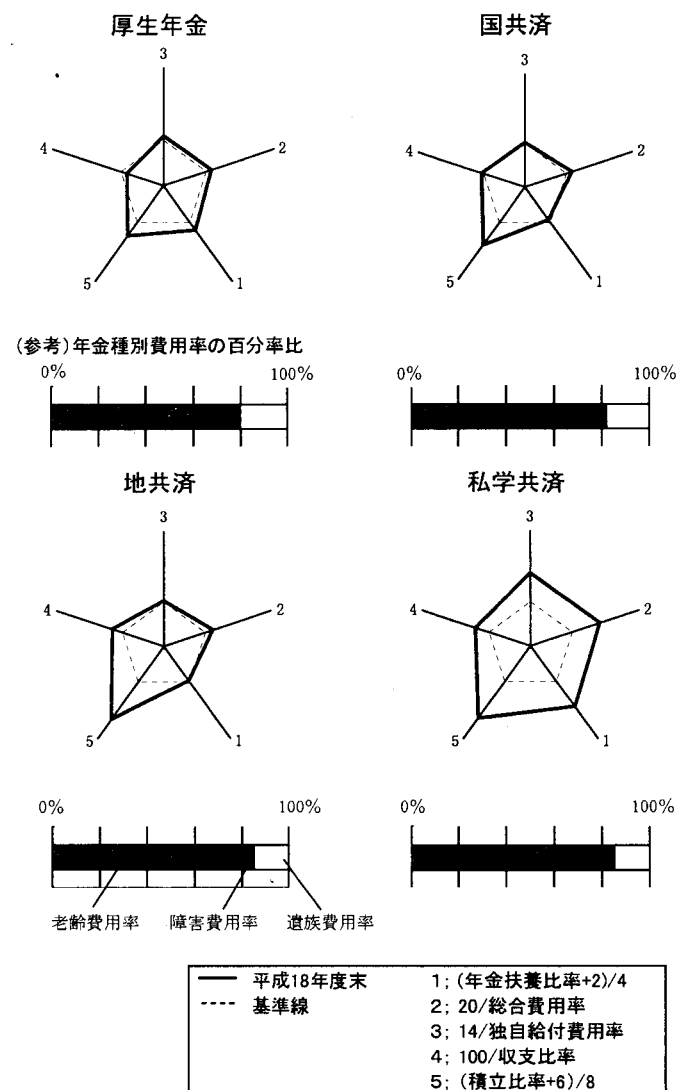 厚生年金 国共済
3 3
4 2 4 2
5 1 5 1
(参考)年金種別費用率の百分率比
0% 100% 0% 100%
地共済 私学共済
3 3
4 2 4 2
5 1 5 1
0% 100% 0% 100%
老齢費用率 障害費用率 遺族費用率
平成18年度末 1; (年金扶養比率+2)/4
基準線 2; 20/総合費用率
3; 14/独自給付費用率
4; 100/収支比率
5; (積立比率+6)/8